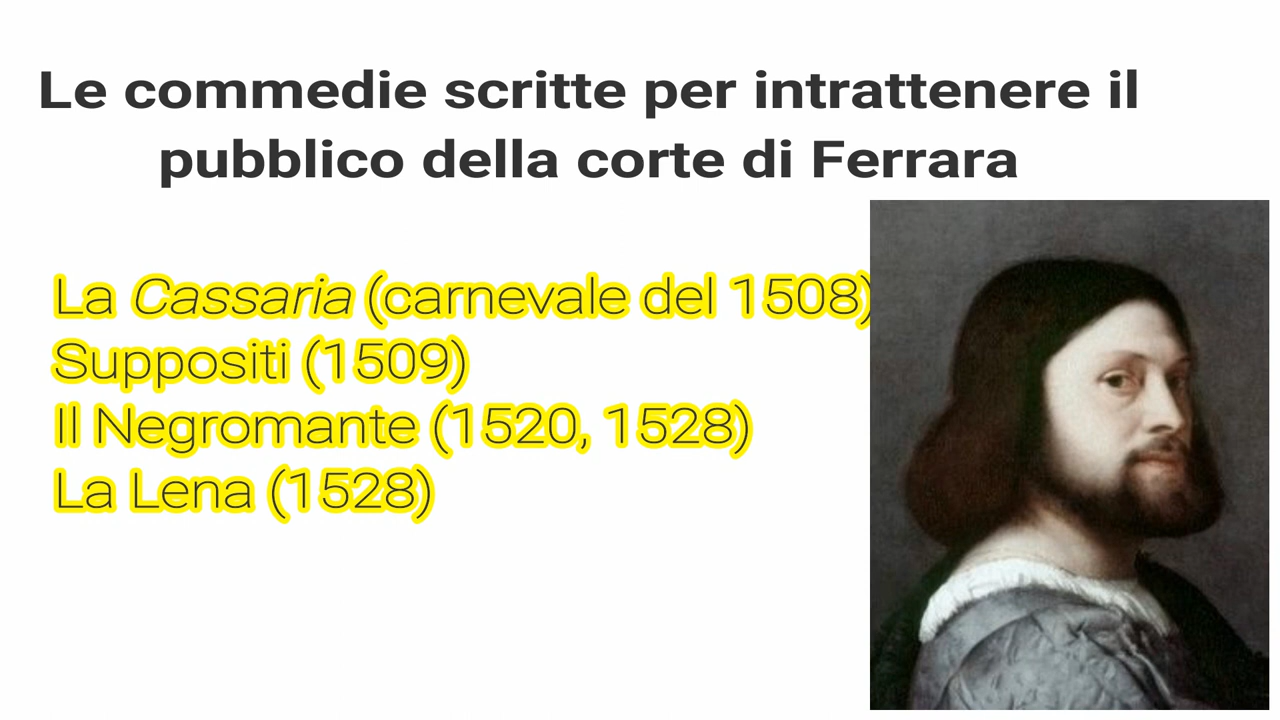 Le commedie scritte per intrattenere il
pubblico della corte di Ferrara
La Cassaria (carnevale del 1508)
Suppositi (1509)
Il Negromante (1520, 1528)
La Lena (1528)